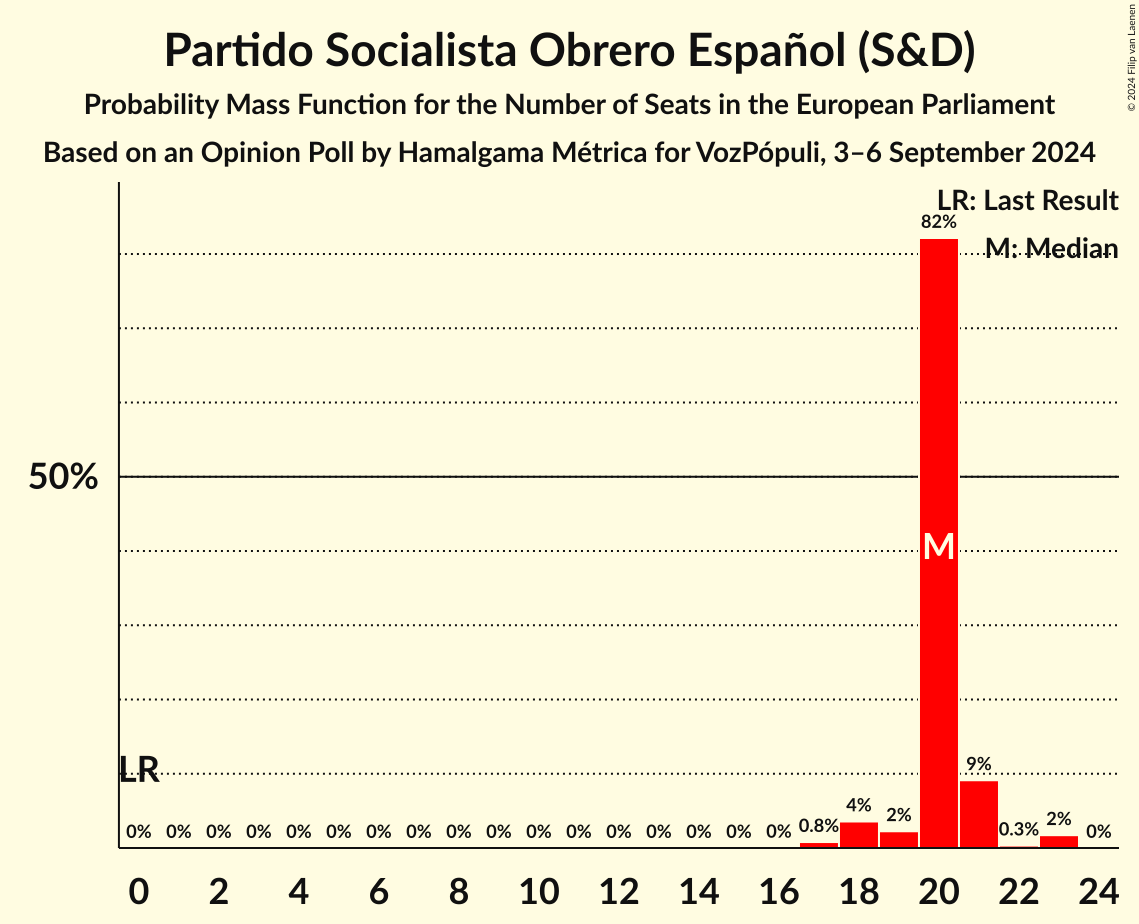 Partido Socialista Obrero Español (S&D)
Probability Mass Function for the Number of Seats in the European Parliament
Based on an Opinion Poll by Hamalgama Métrica for VozPópuli, 3–6 September 2024
© 2024 Filip van Laenen
LR: Last Result
82%
M: Median
50%
M
LR
9%
4%
2%
2%
0.8%
0.3%
0% 0% 0% 0% 0% 0% 0% 0% 0% 0% 0% 0% 0% 0% 0% 0% 0% 0%
0 2 4 6 8 10 12 14 16 18 20 22 24